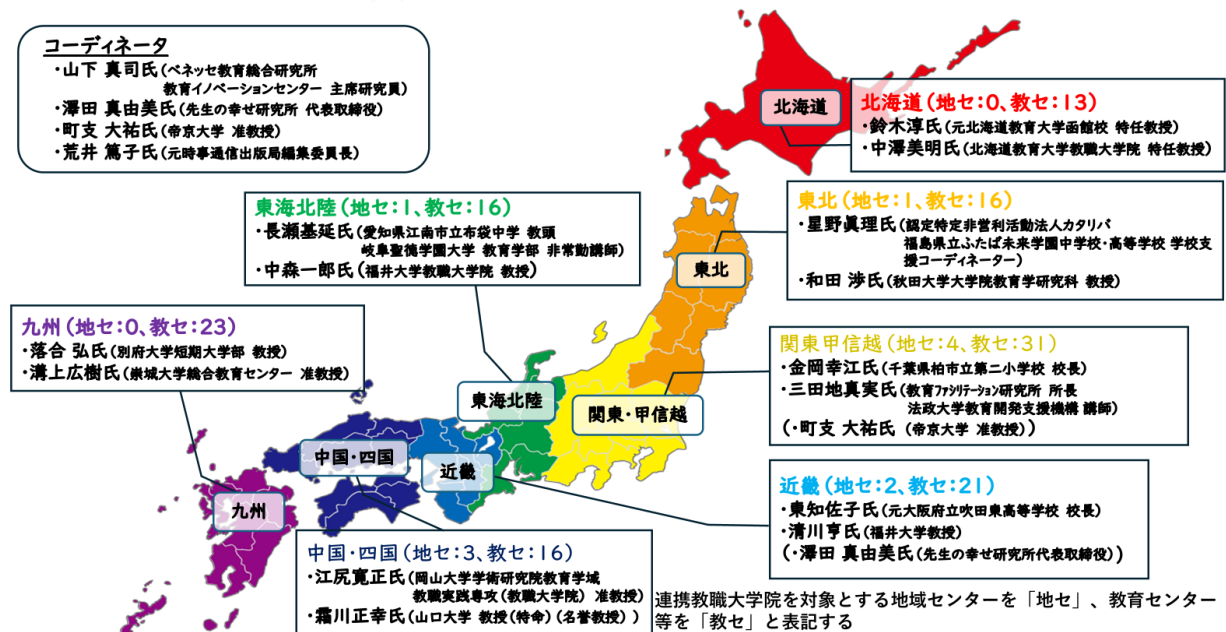 コーディネータ
・山下 真司氏(ベネッセ教育総合研究所
教育イノベーションセンター 主席研究員)
・澤田 真由美氏(先生の幸せ研究所 代表取締役)
・町支 大祐氏(帝京大学 准教授)
・荒井 篤子氏(元時事通信出版局編集委員長)
北海道
北海道(地セ:0、教セ:13)
・鈴木淳氏(元北海道教育大学函館校 特任教授)
・中澤美明氏(北海道教育大学教職大学院 特任教授)
東海北陸(地セ:1、教セ:16)
・長瀬基延氏(愛知県江南市立布袋中学 教頭
岐阜聖徳学園大学 教育学部 非常勤講師)
・中森一郎氏(福井大学教職大学院 教授)
東北
東北(地セ:1、教セ:16)
・星野眞理氏(認定特定非営利活動法人カタリバ
福島県立ふたば未来学園中学校・高等学校 学校支
援コーディネーター)
・和田 渉氏(秋田大学大学院教育学研究科 教授)
九州(地セ:0、教セ:23)
・落合 弘氏(別府大学短期大学部 教授)
・溝上広樹氏(崇城大学総合教育センター 准教授)
関東甲信越(地セ:4、教セ:31)
・金岡幸江氏(千葉県柏市立第二小学校 校長)
・三田地真実氏(教育ファシリテーション研究所 所長
法政大学教育開発支援機構 講師)
(・町支 大祐氏 (帝京大学 准教授))
東海北陸
関東・甲信越
中国・四国
近畿
九州
近畿(地セ:2、教セ:21)
・東知佐子氏(元大阪府立吹田東高等学校 校長)
・清川亨氏(福井大学教授)
(・澤田 真由美氏(先生の幸せ研究所代表取締役))
中国・四国(地セ:3、教セ:16)
・江尻寛正氏(岡山大学学術研究院教育学域
教職実践専攻(教職大学院) 准教授)
・霜川正幸氏(山口大学 教授(特命)(名誉教授))
連携教職大学院を対象とする地域センターを「地セ」、教育センター
等を「教セ」と表記する